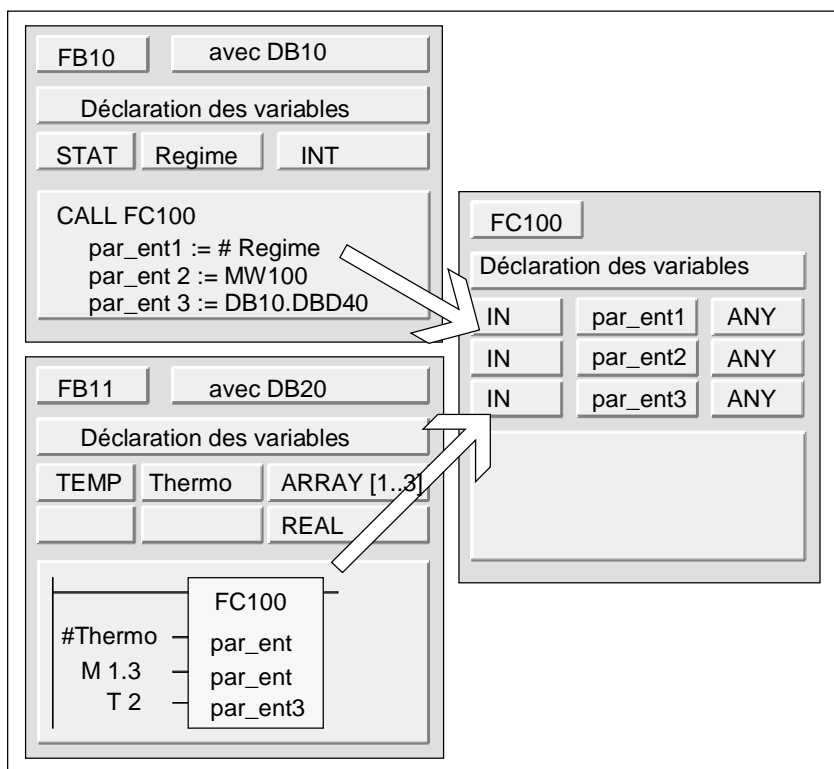 FB10
avec DB10
Déclaration des variables
STAT
Regime
INT
CALL FC100
par_ent1 := # Regime
par_ent 2 := MW100
par_ent 3 := DB10.DBD40
FB11
avec DB20
Déclaration des variables
TEMP
Thermo
ARRAY [1..3]
REAL
FC100
#Thermo
par_ent
M 1.3
par_ent
T 2
par_ent3
FC100
Déclaration des variables
IN
par_ent1
ANY
IN
par_ent2
ANY
IN
par_ent3
ANY